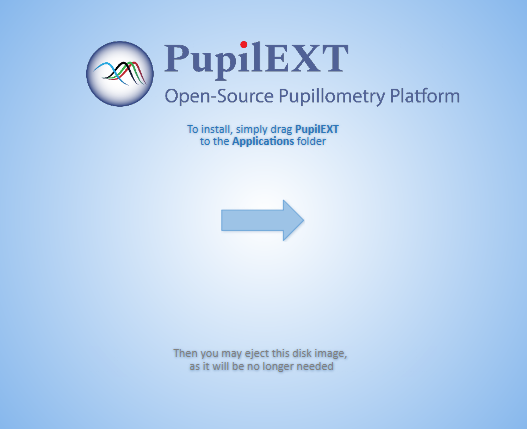 PupilEXT
Open-Source Pupillometry Platform
To install, simply drag PupilEXT
to the Applications folder
Then you may eject this disk image,
as it will be no longer needed